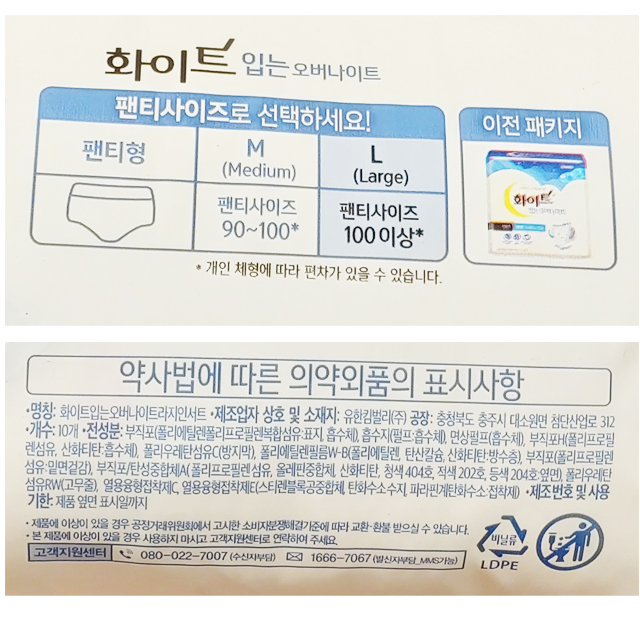 화이트 입는 오버나이트
팬티사이즈로 선택하세요!
팬티형
M
(Medium)
L
(Large)
팬티사이즈
90~100*
팬티사이즈
100 이상*
* 개인 체형에 따라 편차가 있을 수 있습니다.
이전 패키지
화이트
약사법에 따른 의약외품의 표시사항
•명칭: 화이트입는오버나이트라지인서트 •제조업자 상호 및 소재지: 유한킴벌리(주) 공장: 충청북도 충주시 대소원면 첨단산업로 312
•개수: 10개 •전성분: 부직포(폴리에틸렌폴리프로필렌복합섬유:표지, 흡수체), 흡수지(펄프:흡수체), 면상펄프(흡수체), 부직포H(폴리프로필
렌섬유, 산화티탄:흡수체), 폴리우레탄섬유C(방지막), 폴리에틸렌필름W-B(폴리에틸렌, 탄산칼슘, 산화티탄:방수층), 부직포(폴리프로필렌
섬유:밑면겉감), 부직포/탄성중합체A(폴리프로필렌 섬유, 올레핀중합체, 산화티탄, 청색 404호, 적색 202호, 등색 204호:옆면), 폴리우레탄
섬유RW(고무줄), 열용융형접착제C, 열용융형접착제E(스티렌블록공중합체, 탄화수소수지, 파라핀계탄화수소:접착제) •제조번호 및 사용
기한: 제품 옆면 표시일까지
• 제품에 이상이 있을 경우 공정거래위원회에서 고시한 소비자분쟁해결기준에 따라 교환·환불 받으실 수 있습니다.
• 본 제품에 이상이 있을 경우 사용하지 마시고 고객지원센터로 연락하여 주세요.
고객지원센터 080-022-7007 (수신자부담) 1666-7067 (발신자부담_MMS가능)
비닐류
LDPE